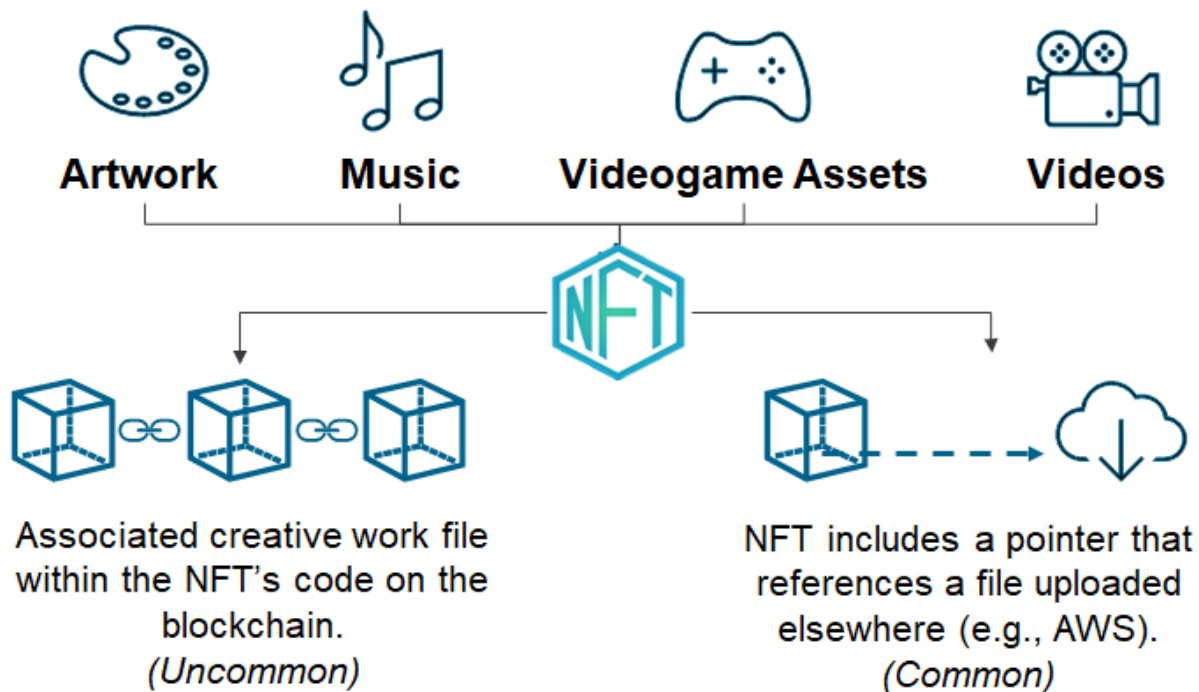 Artwork
Music
Videogame Assets
Videos
NFT
Associated creative work file
within the NFT’s code on the
blockchain.
(Uncommon)
NFT includes a pointer that
references a file uploaded
elsewhere (e.g., AWS).
(Common)